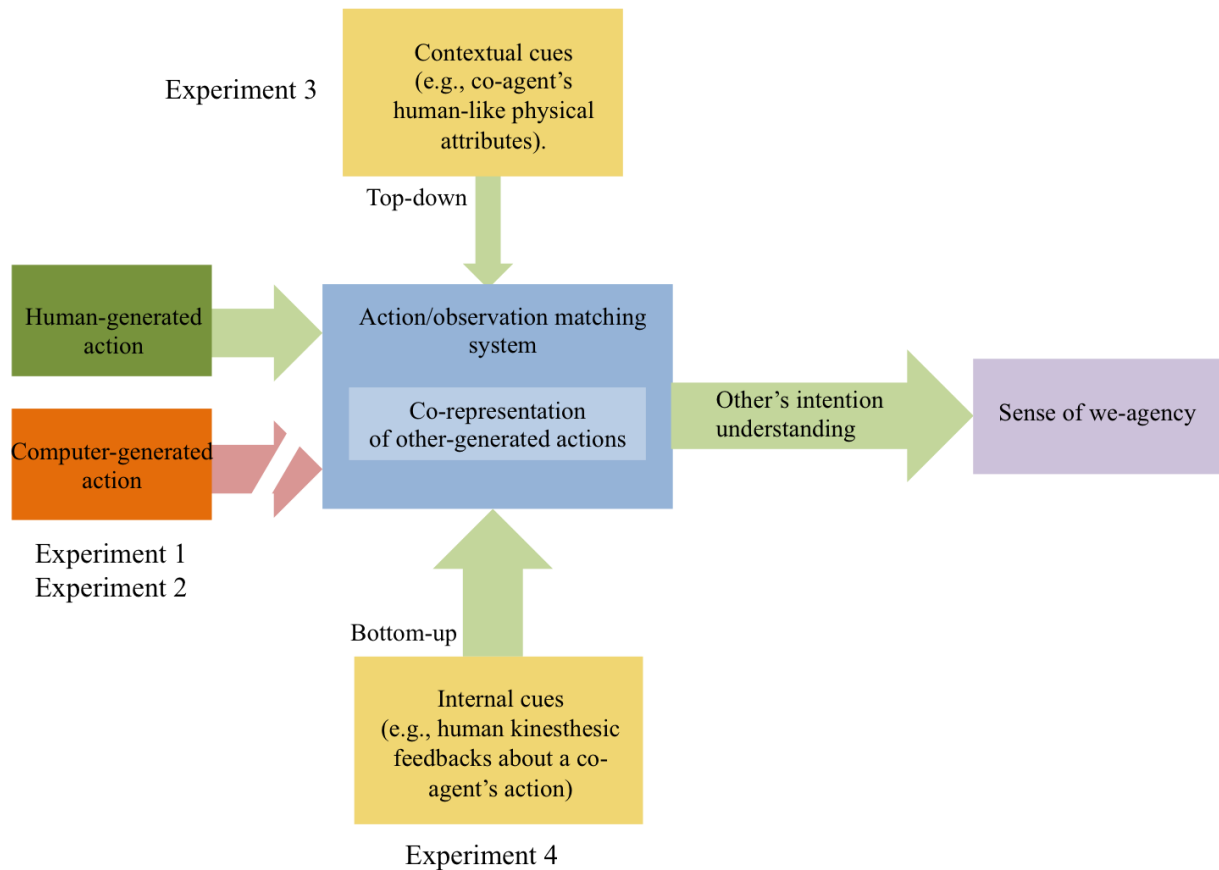 Experiment 3
Contextual cues
(e.g., co-agent's
human-like physical
attributes).
Top-down
Human-generated
action
Action/observation matching
system
Co-representation
of other-generated actions
Other's intention
understanding
Sense of we-agency
Computer-generated
action
Experiment 1
Experiment 2
Bottom-up
Internal cues
(e.g., human kinesthesic
feedbacks about a co-
agent's action)
Experiment 4